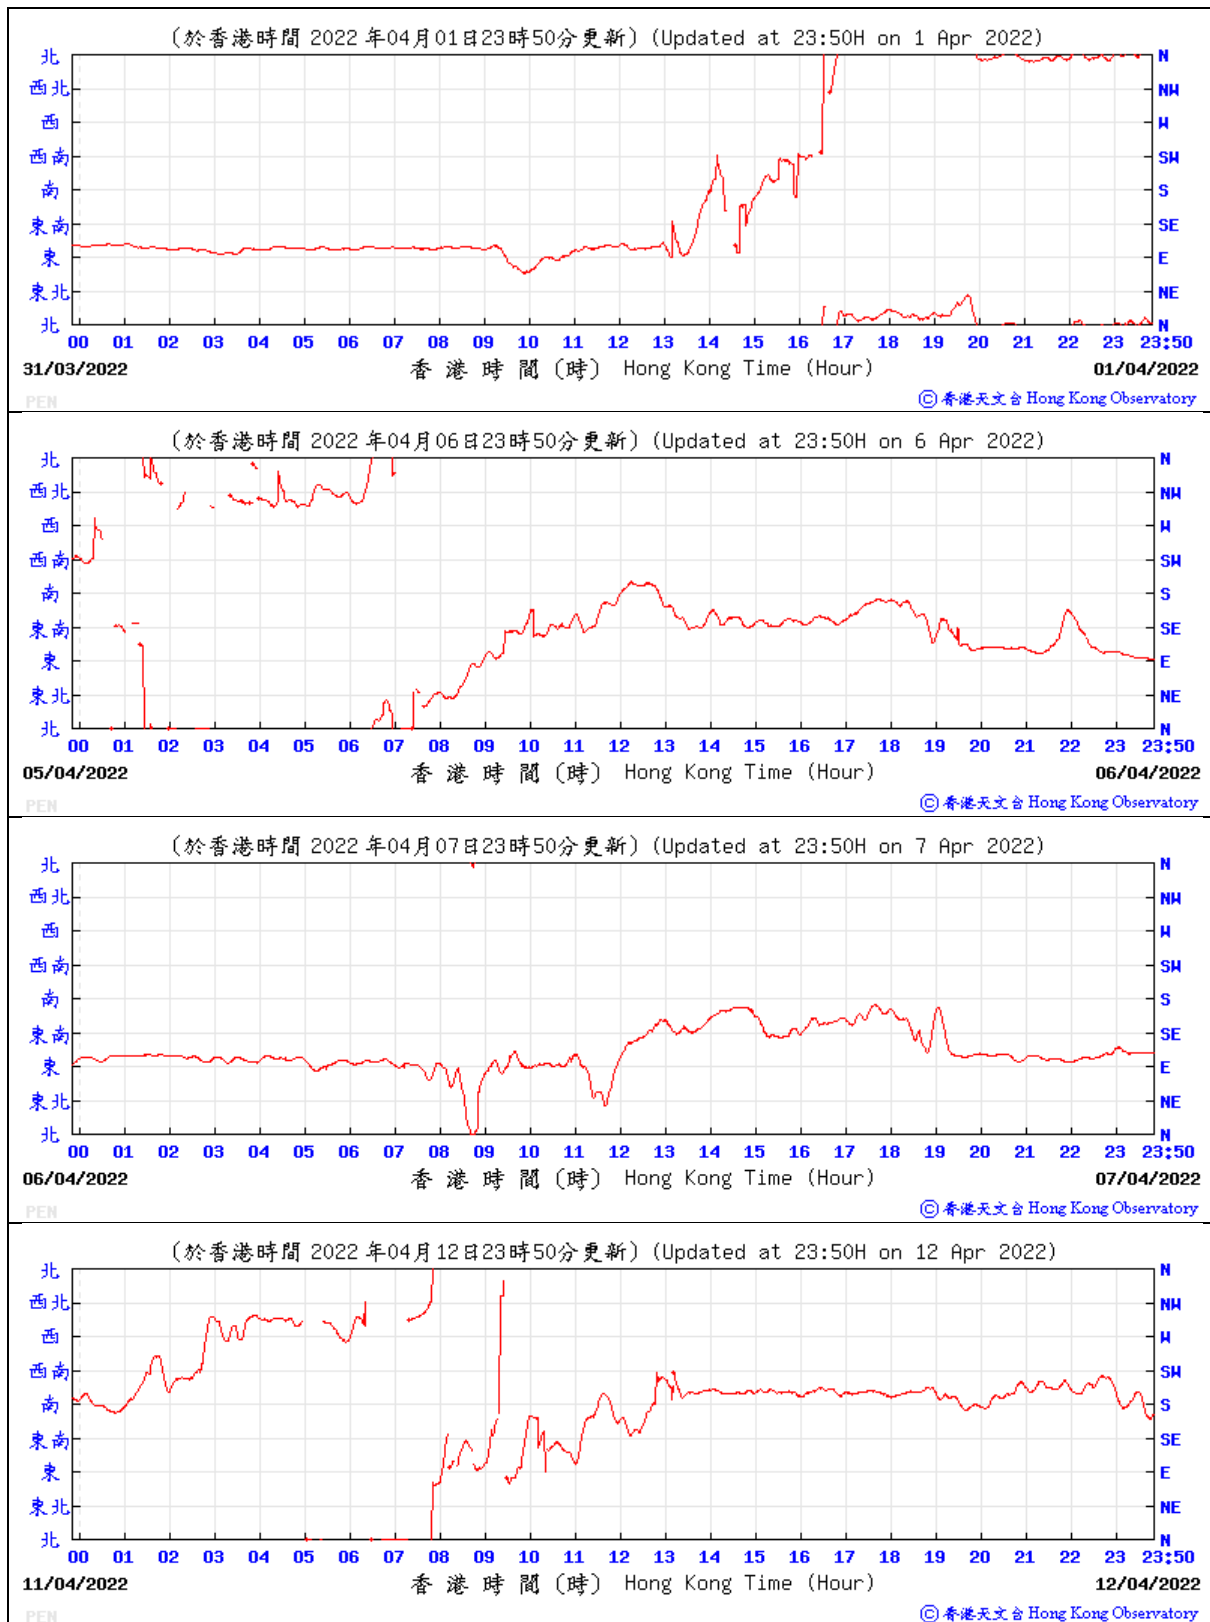 (於香港時間 2022 年04月01日23時50分更新) (Updated at 23:50H on 1 Apr 2022)
北 N
西北 NW
西 W
西南 SW
南 S
東南 SE
東 E
東北 NE
北 N
00 01 02 03 04 05 06 07 08 09 10 11 12 13 14 15 16 17 18 19 20 21 22 23 23:50
31/03/2022 香港時間(時) Hong Kong Time (Hour) 01/04/2022
PEN ©香港天文台 Hong Kong Observatory
(於香港時間 2022 年04月06日23時50分更新) (Updated at 23:50H on 6 Apr 2022)
北 N
西北 NW
西 W
西南 SW
南 S
東南 SE
東 E
東北 NE
北 N
00 01 02 03 04 05 06 07 08 09 10 11 12 13 14 15 16 17 18 19 20 21 22 23 23:50
05/04/2022 香港時間(時) Hong Kong Time (Hour) 06/04/2022
PEN ©香港天文台 Hong Kong Observatory
(於香港時間 2022 年04月07日23時50分更新) (Updated at 23:50H on 7 Apr 2022)
北 N
西北 NW
西 W
西南 SW
南 S
東南 SE
東 E
東北 NE
北 N
00 01 02 03 04 05 06 07 08 09 10 11 12 13 14 15 16 17 18 19 20 21 22 23 23:50
06/04/2022 香港時間(時) Hong Kong Time (Hour) 07/04/2022
PEN ©香港天文台 Hong Kong Observatory
(於香港時間 2022 年04月12日23時50分更新) (Updated at 23:50H on 12 Apr 2022)
北 N
西北 NW
西 W
西南 SW
南 S
東南 SE
東 E
東北 NE
北 N
00 01 02 03 04 05 06 07 08 09 10 11 12 13 14 15 16 17 18 19 20 21 22 23 23:50
11/04/2022 香港時間(時) Hong Kong Time (Hour) 12/04/2022
PEN ©香港天文台 Hong Kong Observatory